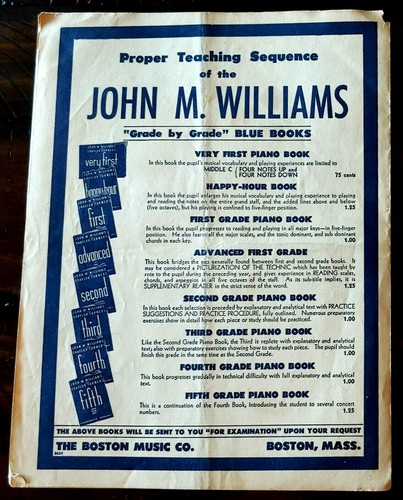 Proper Teaching Sequence
of the
JOHN M. WILLIAMS
"Grade by Grade" BLUE BOOKS
very first
VERY FIRST PIANO BOOK
In this book the pupil's musical vocabulary and playing experiences are limited to
MIDDLE C { FOUR NOTES UP and
FOUR NOTES DOWN 75 cents
happy-hour
HAPPY-HOUR BOOK
In this book the pupil enlarges his musical vocabulary and playing experience to playing
and reading the notes on the entire grand staff, and the added lines above and below
(five octaves), but his playing is confined to five-finger position. 1.25
first
FIRST GRADE PIANO BOOK
In this book the pupil progresses to reading and playing in all major keys—in five-finger
position. He also learns all the major scales, and the tonic dominant, and sub dominant
chords in each key. 1.00
advanced
ADVANCED FIRST GRADE
This book bridges the gap generally found between first and second grade books. It
may be considered a PICTURIZATION OF THE TECHNIC which has been taught by
rote to the pupil during the preceding year, and gives experience in READING scales,
chords, and arpeggios in all five octaves of the piano. As its sub-title implies, it is
SUPPLEMENTARY READER in the strict sense of the word. 1.25
second
SECOND GRADE PIANO BOOK
In this book each selection is preceded by explanatory and analytical text with PRACTICE
SUGGESTIONS AND PRACTICE PROCEDURE, fully outlined. Numerous preparatory
exercises show in detail how each piece or study should be practiced. 1.00
third
THIRD GRADE PIANO BOOK
Like the Second Grade Piano Book, the Third is replete with explanatory and analytical
text; also with preparatory exercises showing how to study each piece. The pupil should
finish this grade in the same time as the Second Grade. 1.00
fourth
FOURTH GRADE PIANO BOOK
This book progresses gradually in technical difficulty with full explanatory and analytical
text. 1.00
fifth
FIFTH GRADE PIANO BOOK
This is a continuation of the Fourth Book, Introducing the student to several concert
numbers. 1.25
THE ABOVE BOOKS WILL BE SENT TO YOU "FOR EXAMINATION" UPON YOUR REQUEST
THE BOSTON MUSIC CO. BOSTON, MASS.